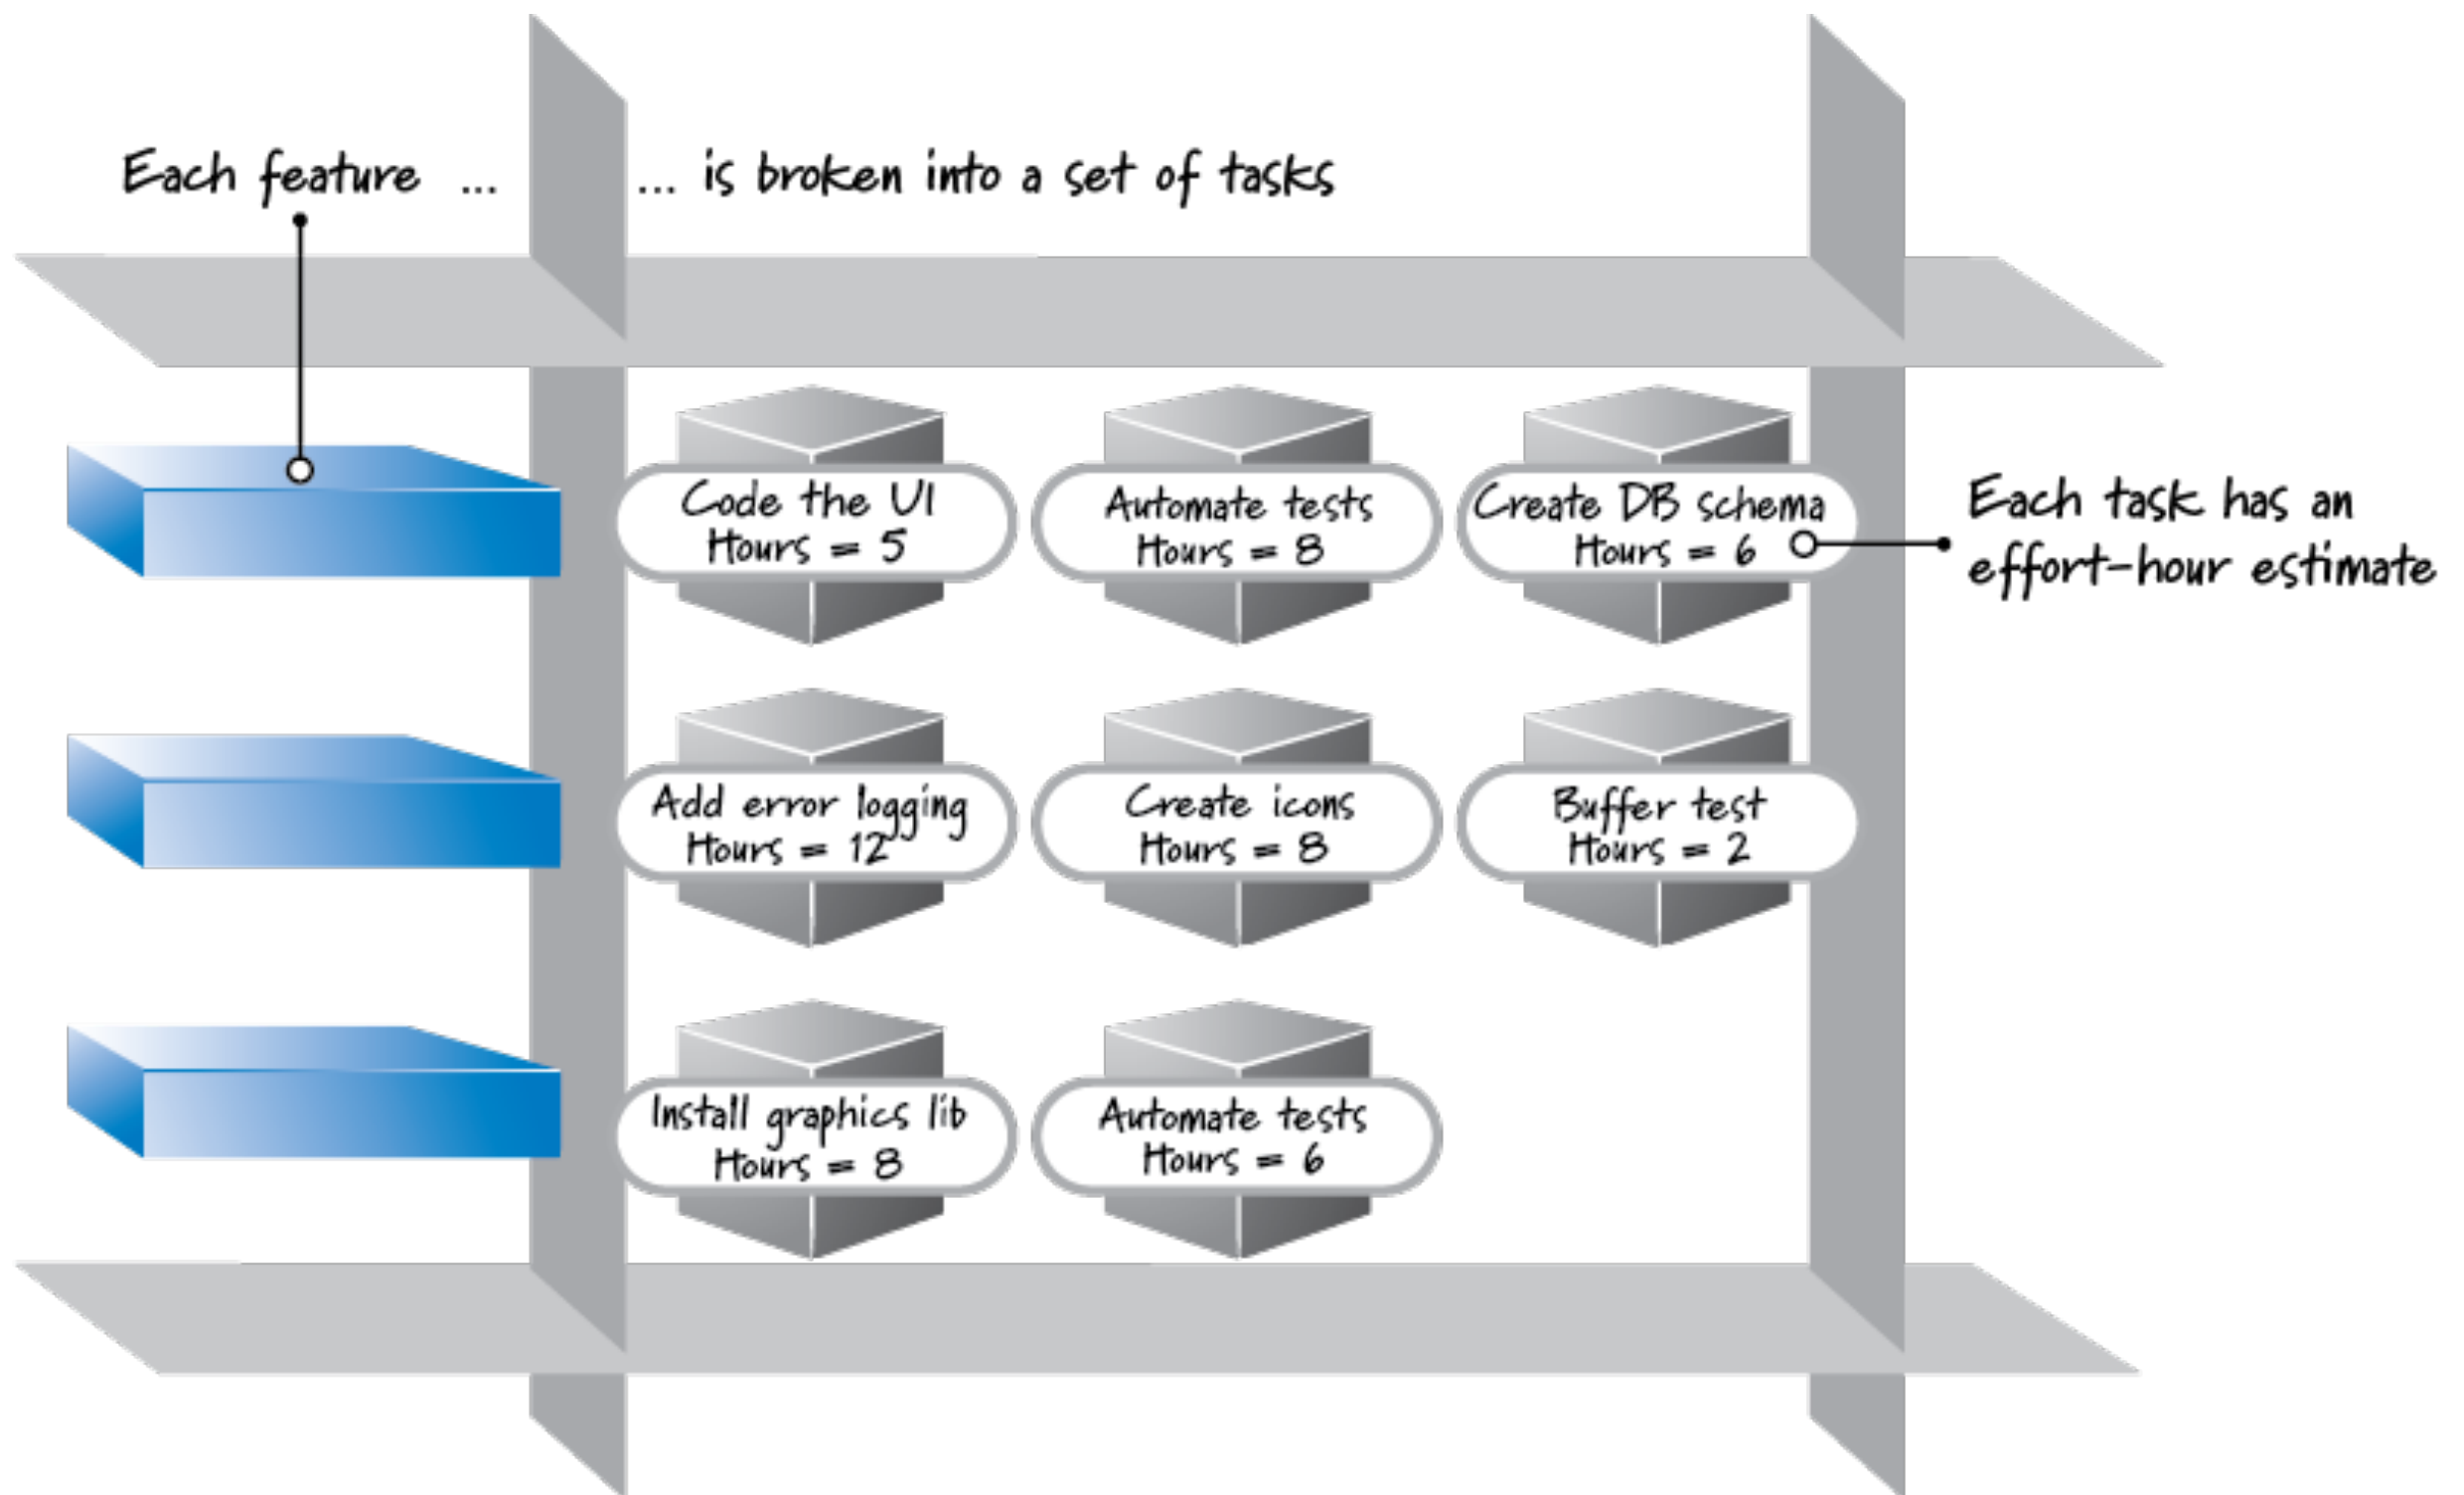 Each feature ...
... is broken into a set of tasks
Code the UI
Hours = 5
Automate tests
Hours = 8
Create DB schema
Hours = 6
Each task has an
effort-hour estimate
Add error logging
Hours = 12
Create icons
Hours = 8
Buffer test
Hours = 2
Install graphics lib
Hours = 8
Automate tests
Hours = 6